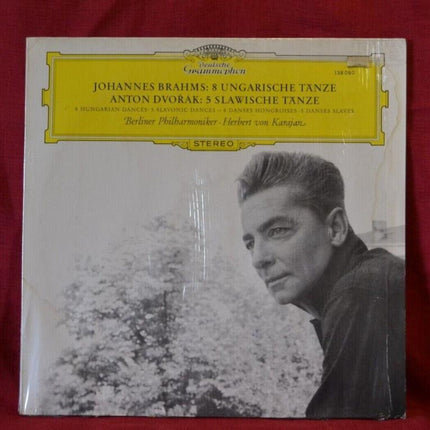 Deutsche
Grammophon
138 080
JOHANNES BRAHMS: 8 UNGARISCHE TÄNZE
ANTON DVOŘAK: 5 SLAWISCHE TÄNZE
8 HUNGARIAN DANCES · 5 SLAVONIC DANCES — 8 DANSES HONGROISES · 5 DANSES SLAVES
Berliner Philharmoniker · Herbert von Karajan
STEREO